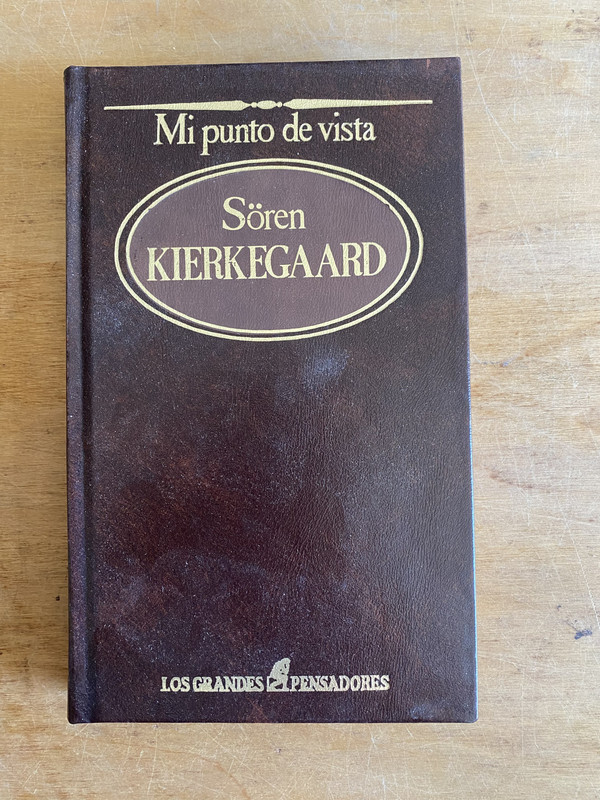 Mi punto de vista
Sören
KIERKEGAARD
LOS GRANDES PENSADORES